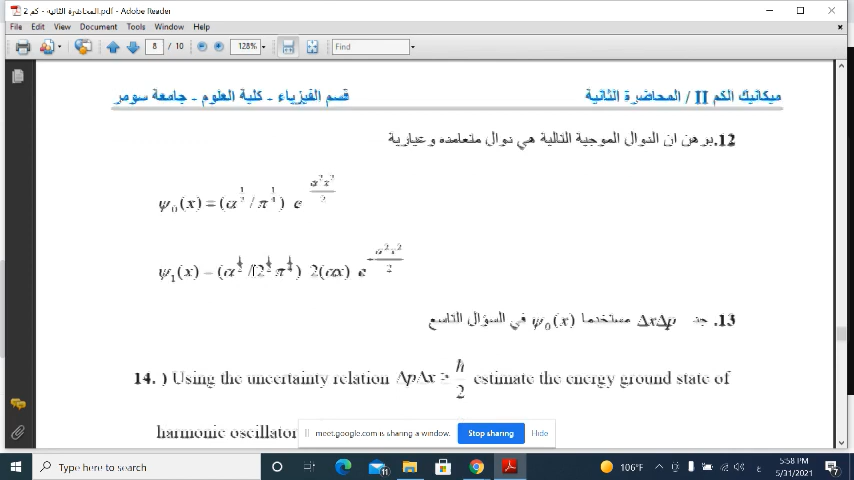 المحاضرة الثانية - كم 2.pdf - Adobe Reader
File Edit View Document Tools Window Help
8 / 10 128% Find
ميكانيك الكم II / المحاضرة الثانية قسم الفيزياء - كلية العلوم - جامعة سومر
12.برهن ان الدوال الموجية التالية هي دوال متعامده وعيارية
ψ₀(x) = (α^½ / π^¼) e^(-α²x²/2)
ψ₁(x) = (α^½ / 2^½ π^¼) 2(αx) e^(-α²x²/2)
13. جد ΔxΔp مستخدما ψ₀(x) في السؤال التاسع
14. ) Using the uncertainty relation ΔpΔx ≥ ħ/2 estimate the energy ground state of
harmonic oscillator
meet.google.com is sharing a window. Stop sharing Hide
Type here to search
11
106°F
ع
5:58 PM
5/31/2021
7